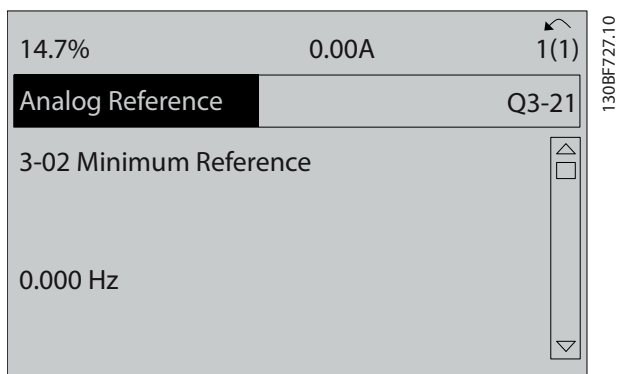 14.7% 0.00A 1(1)
Analog Reference Q3-21
3-02 Minimum Reference
0.000 Hz
130BF727.10